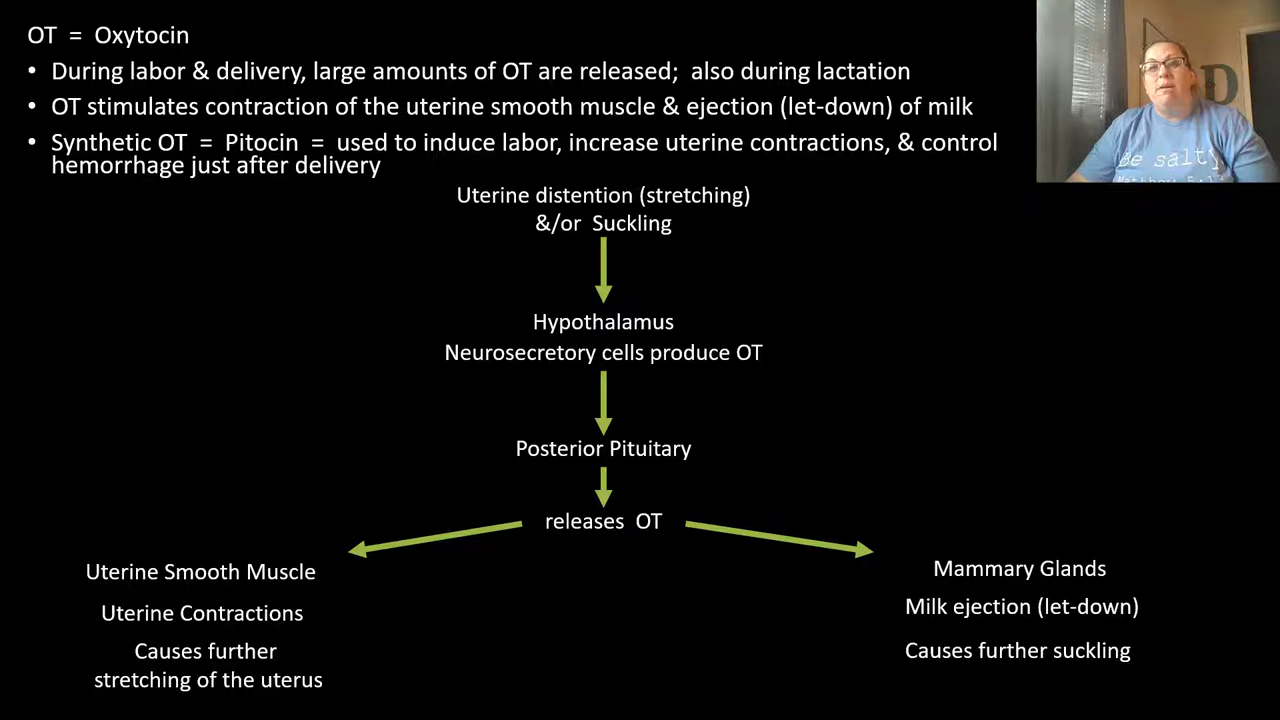 OT = Oxytocin
• During labor & delivery, large amounts of OT are released; also during lactation
• OT stimulates contraction of the uterine smooth muscle & ejection (let-down) of milk
• Synthetic OT = Pitocin = used to induce labor, increase uterine contractions, & control
hemorrhage just after delivery
Be salty
Uterine distention (stretching)
&/or Suckling
Hypothalamus
Neurosecretory cells produce OT
Posterior Pituitary
releases OT
Uterine Smooth Muscle
Uterine Contractions
Causes further
stretching of the uterus
Mammary Glands
Milk ejection (let-down)
Causes further suckling